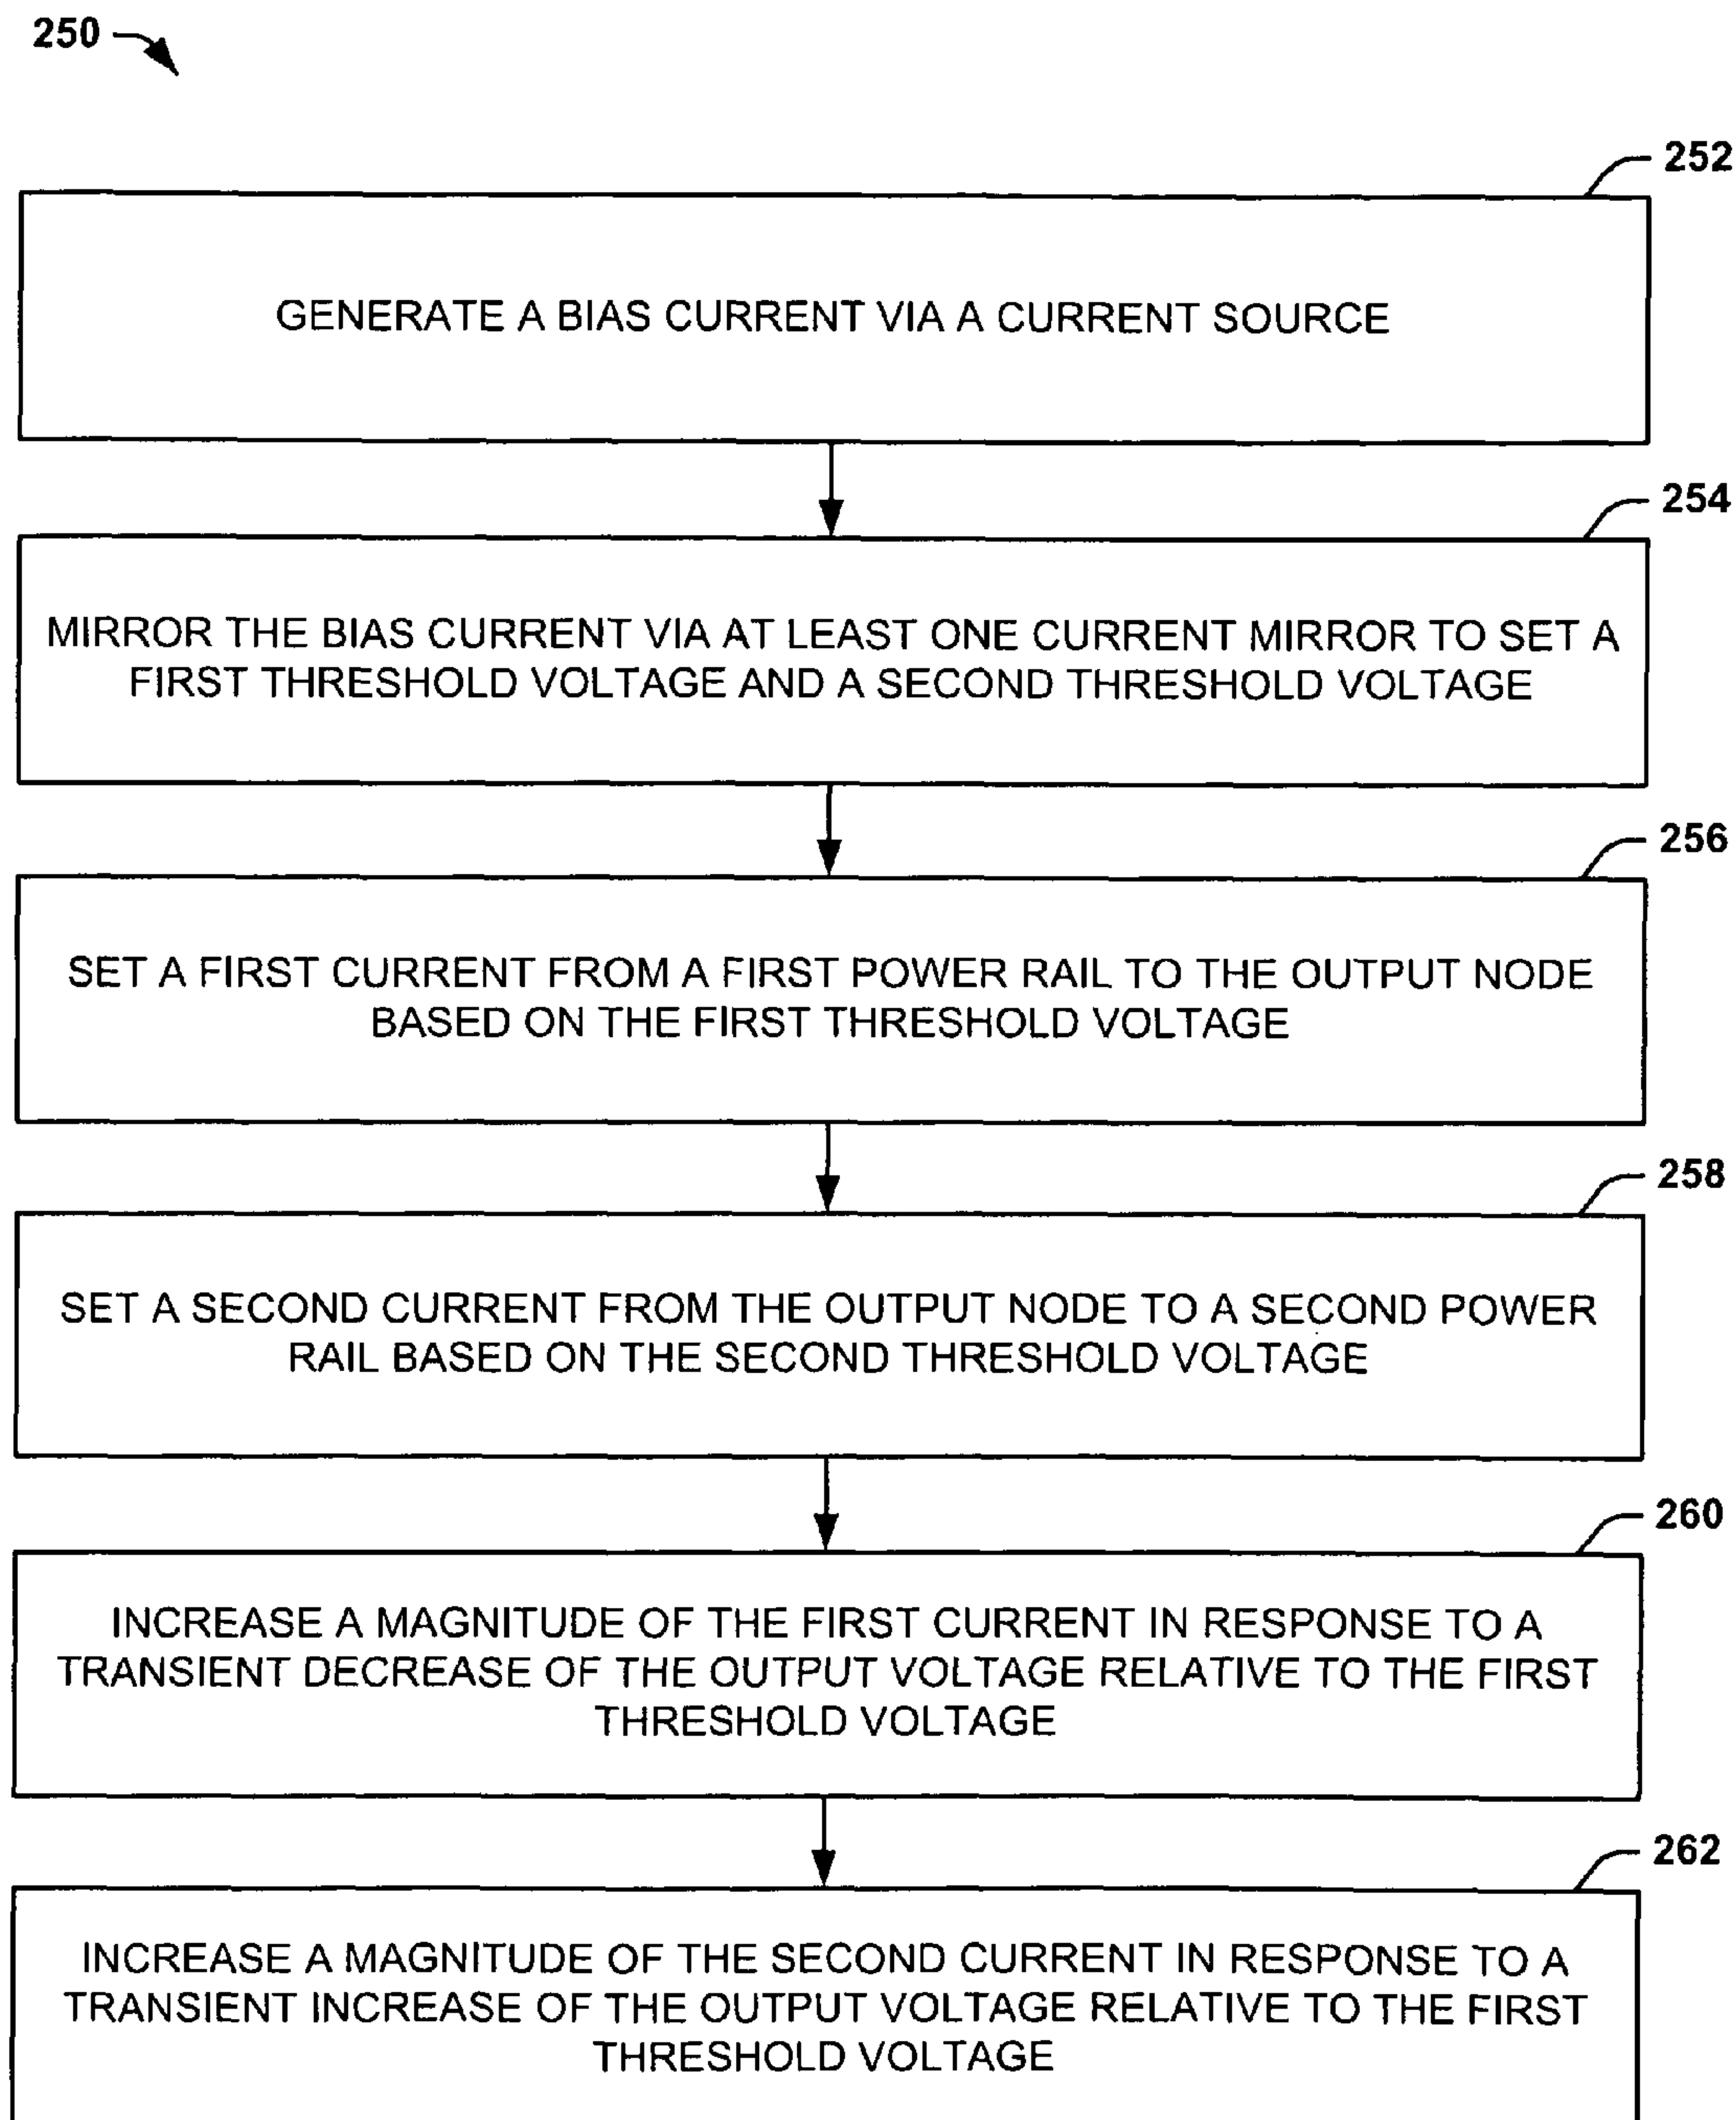 250
252
GENERATE A BIAS CURRENT VIA A CURRENT SOURCE
254
MIRROR THE BIAS CURRENT VIA AT LEAST ONE CURRENT MIRROR TO SET A
FIRST THRESHOLD VOLTAGE AND A SECOND THRESHOLD VOLTAGE
256
SET A FIRST CURRENT FROM A FIRST POWER RAIL TO THE OUTPUT NODE
BASED ON THE FIRST THRESHOLD VOLTAGE
258
SET A SECOND CURRENT FROM THE OUTPUT NODE TO A SECOND POWER
RAIL BASED ON THE SECOND THRESHOLD VOLTAGE
260
INCREASE A MAGNITUDE OF THE FIRST CURRENT IN RESPONSE TO A
TRANSIENT DECREASE OF THE OUTPUT VOLTAGE RELATIVE TO THE FIRST
THRESHOLD VOLTAGE
262
INCREASE A MAGNITUDE OF THE SECOND CURRENT IN RESPONSE TO A
TRANSIENT INCREASE OF THE OUTPUT VOLTAGE RELATIVE TO THE FIRST
THRESHOLD VOLTAGE